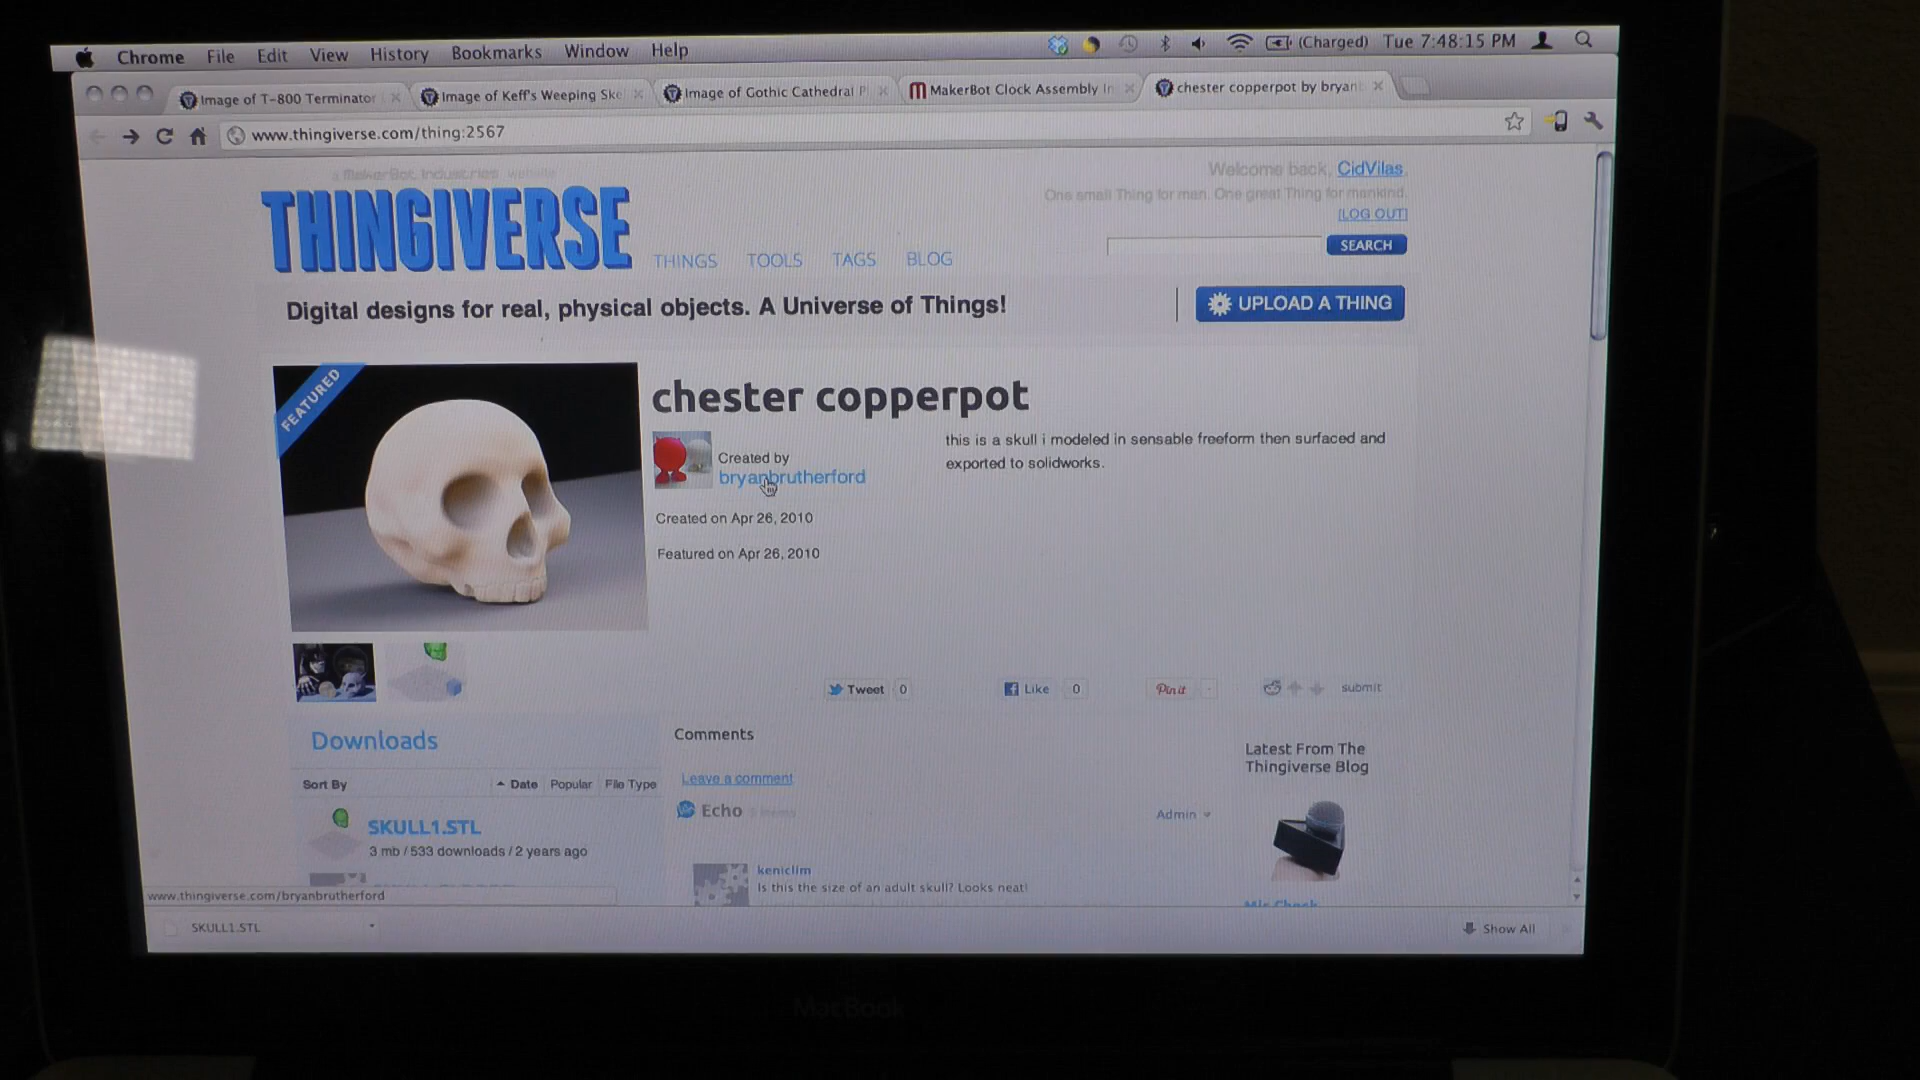 Chrome File Edit View History Bookmarks Window Help (Charged) Tue 7:48:15 PM
Image of T-800 Terminator
Image of Keff's Weeping Ske
Image of Gothic Cathedral P
MakerBot Clock Assembly In
chester copperpot by bryan
www.thingiverse.com/thing:2567
a MakerBot Industries website
THINGIVERSE
THINGS TOOLS TAGS BLOG
Welcome back, CidVilas.
One small Thing for man. One great Thing for mankind.
[LOG OUT]
SEARCH
Digital designs for real, physical objects. A Universe of Things!
UPLOAD A THING
FEATURED
chester copperpot
Created by
bryanbrutherford
Created on Apr 26, 2010
Featured on Apr 26, 2010
this is a skull i modeled in sensable freeform then surfaced and
exported to solidworks.
Tweet 0 Like 0 Pin it submit
Downloads
Sort By Date Popular File Type
SKULL1.STL
3 mb / 533 downloads / 2 years ago
Comments
Leave a comment
Echo
Admin
keniclim
Is this the size of an adult skull? Looks neat!
Latest From The
Thingiverse Blog
www.thingiverse.com/bryanbrutherford
SKULL1.STL
Show All
MacBook